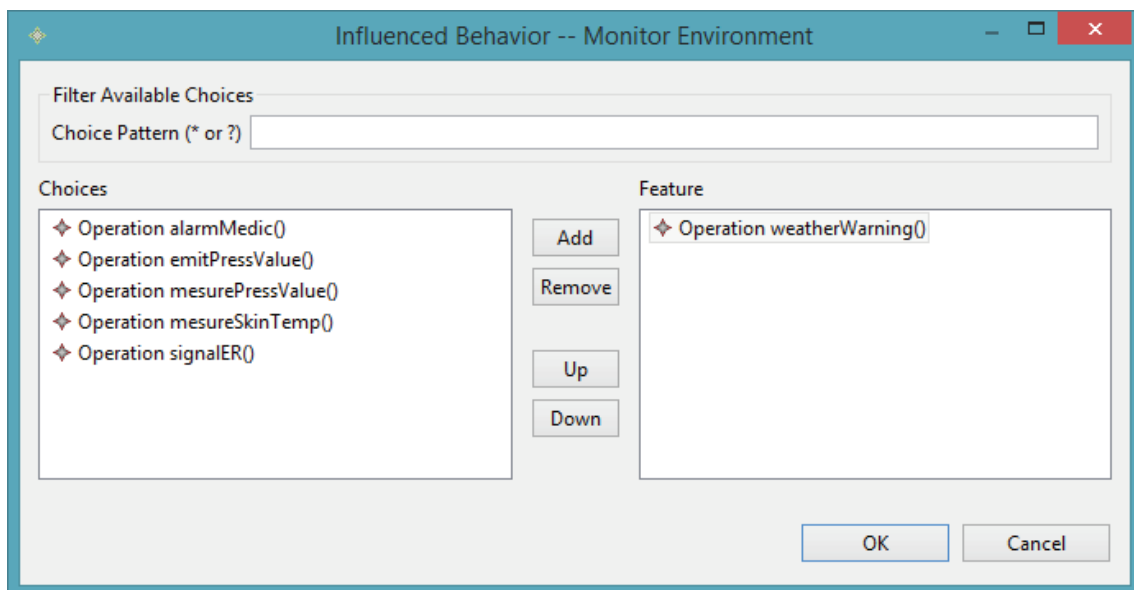 Influenced Behavior -- Monitor Environment
Filter Available Choices
Choice Pattern (* or ?)
Choices
Operation alarmMedic()
Operation emitPressValue()
Operation mesurePressValue()
Operation mesureSkinTemp()
Operation signalER()
Add
Remove
Up
Down
Feature
Operation weatherWarning()
OK
Cancel